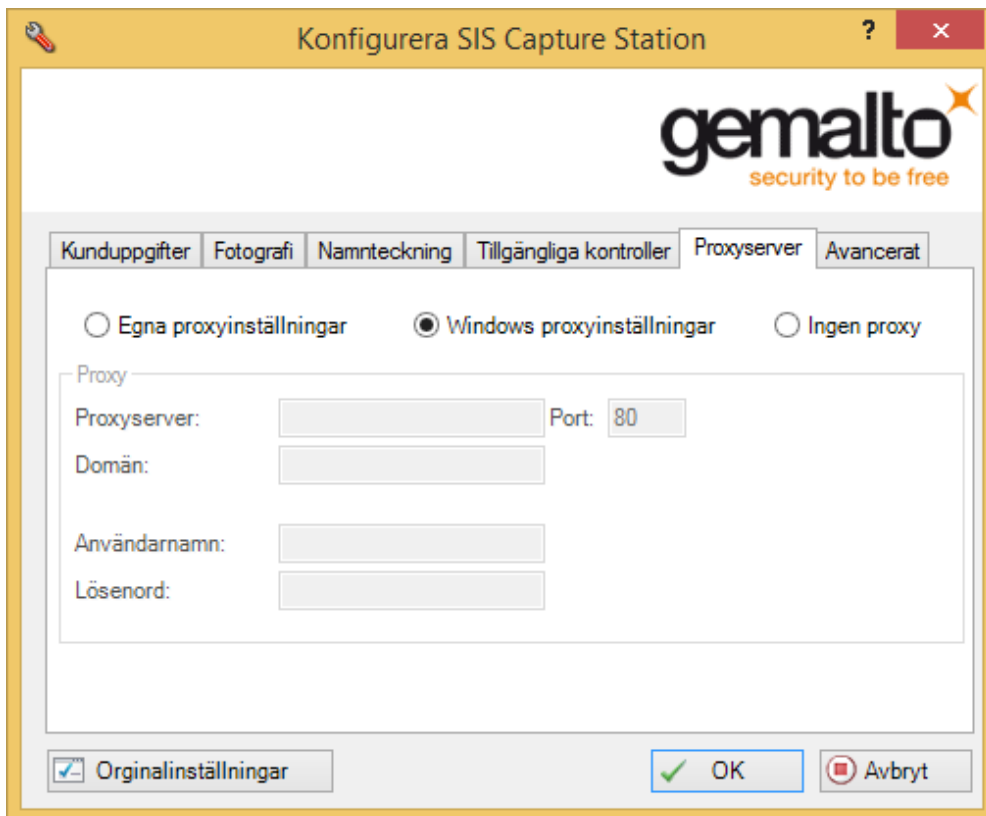 Konfigurera SIS Capture Station
?
gemalto
security to be free
Kunduppgifter Fotografi Namnteckning Tillgängliga kontroller Proxyserver Avancerat
Egna proxyinställningar Windows proxyinställningar Ingen proxy
Proxy
Proxyserver: Port: 80
Domän:
Användarnamn:
Lösenord:
Orginalinställningar OK Avbryt